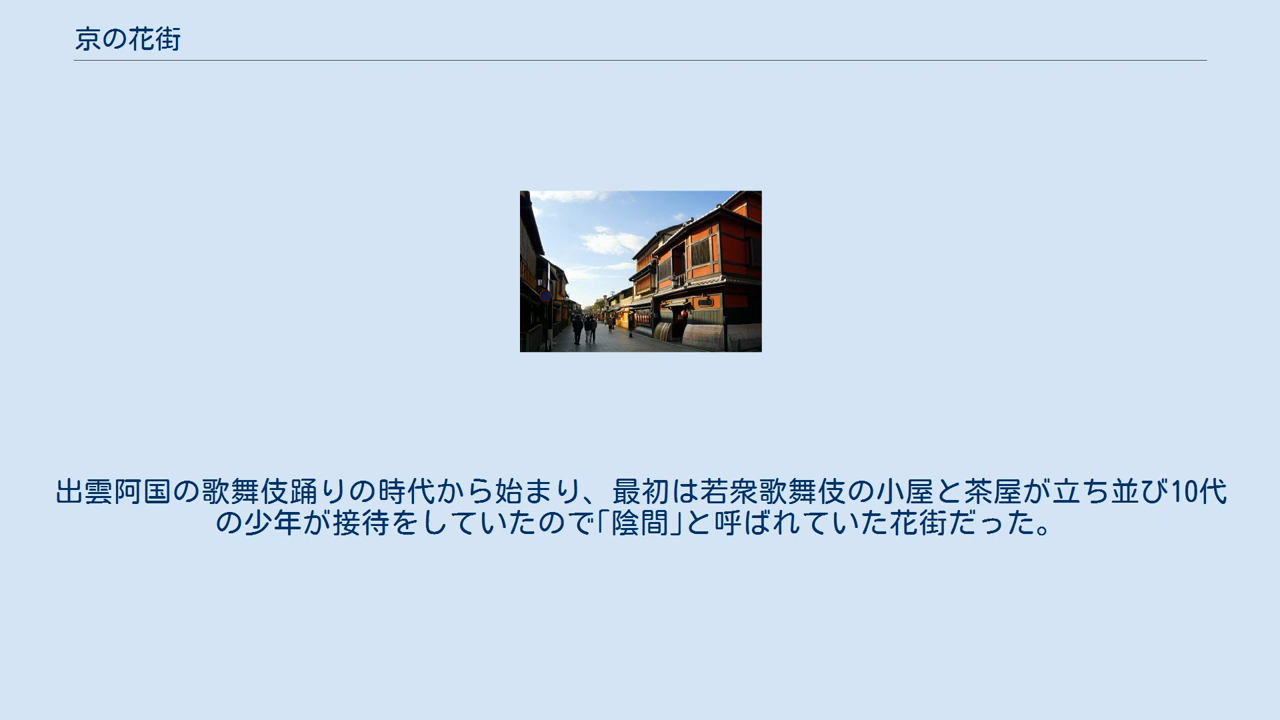 京の花街
出雲阿国の歌舞伎踊りの時代から始まり、最初は若衆歌舞伎の小屋と茶屋が立ち並び10代
の少年が接待をしていたので｢陰間｣と呼ばれていた花街だった。